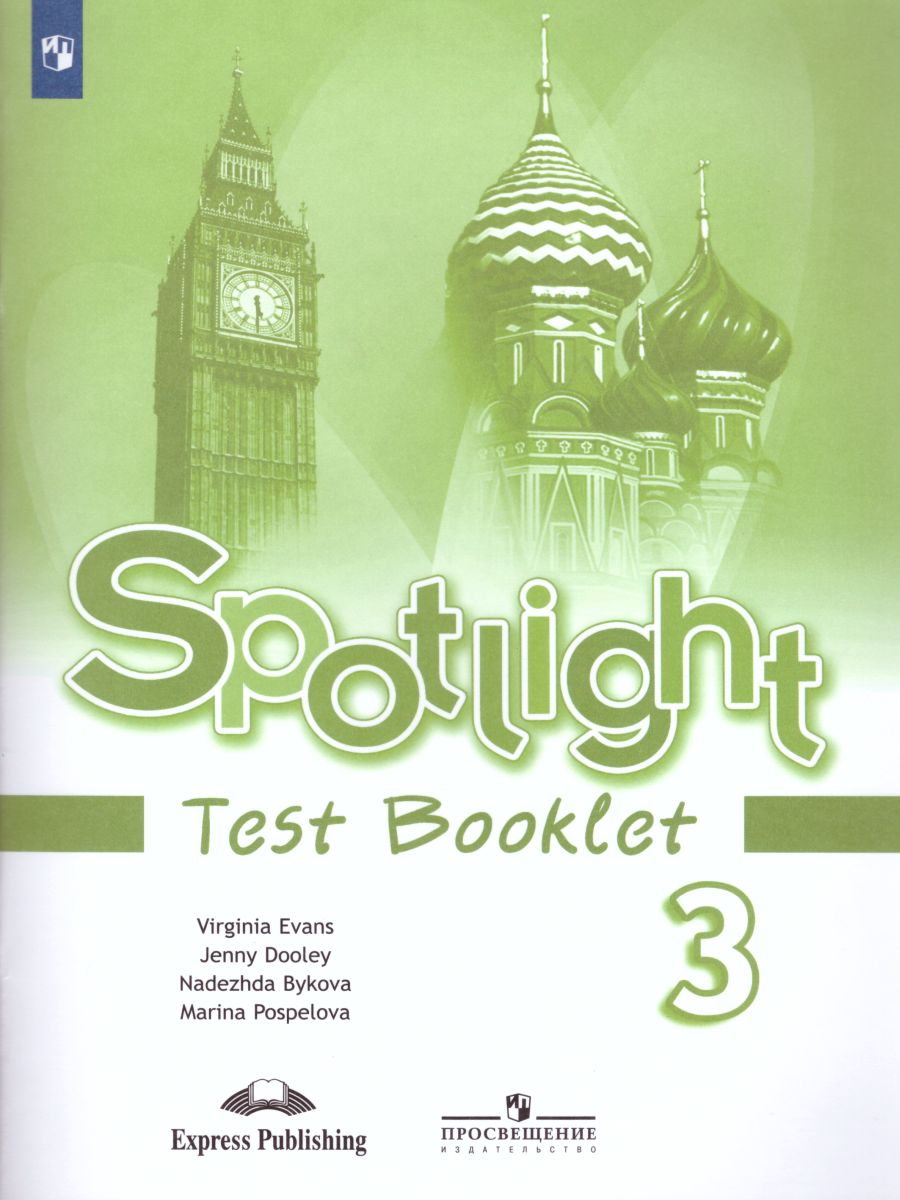 Spotlight
Test Booklet
3
Virginia Evans
Jenny Dooley
Nadezhda Bykova
Marina Pospelova
Express Publishing
ПРОСВЕЩЕНИЕ
ИЗДАТЕЛЬСТВО